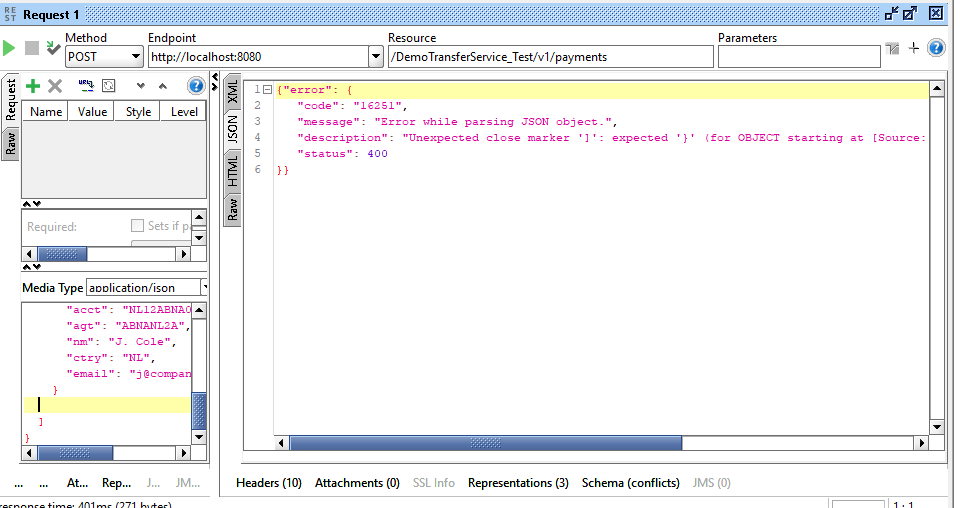 RE
ST
Request 1
Method
Endpoint
Resource
Parameters
POST
http://localhost:8080
/DemoTransferService_Test/v1/payments
Request
Raw
Name Value Style Level
Required:
Sets if
Media Type application/json
"acct": "NL12ABNA0
"agt": "ABNANL2A",
"nm": "J. Cole",
"ctry": "NL",
"email": "j@compan
}
]
}
... ... At... Rep... J... JM...
response time: 401ms (271 bytes)
XML
JSON
HTML
Raw
1 {"error": {
2 "code": "16251",
3 "message": "Error while parsing JSON object.",
4 "description": "Unexpected close marker ']': expected '}' (for OBJECT starting at [Source:
5 "status": 400
6 }}
Headers (10) Attachments (0) SSL Info Representations (3) Schema (conflicts) JMS (0)
1 : 1